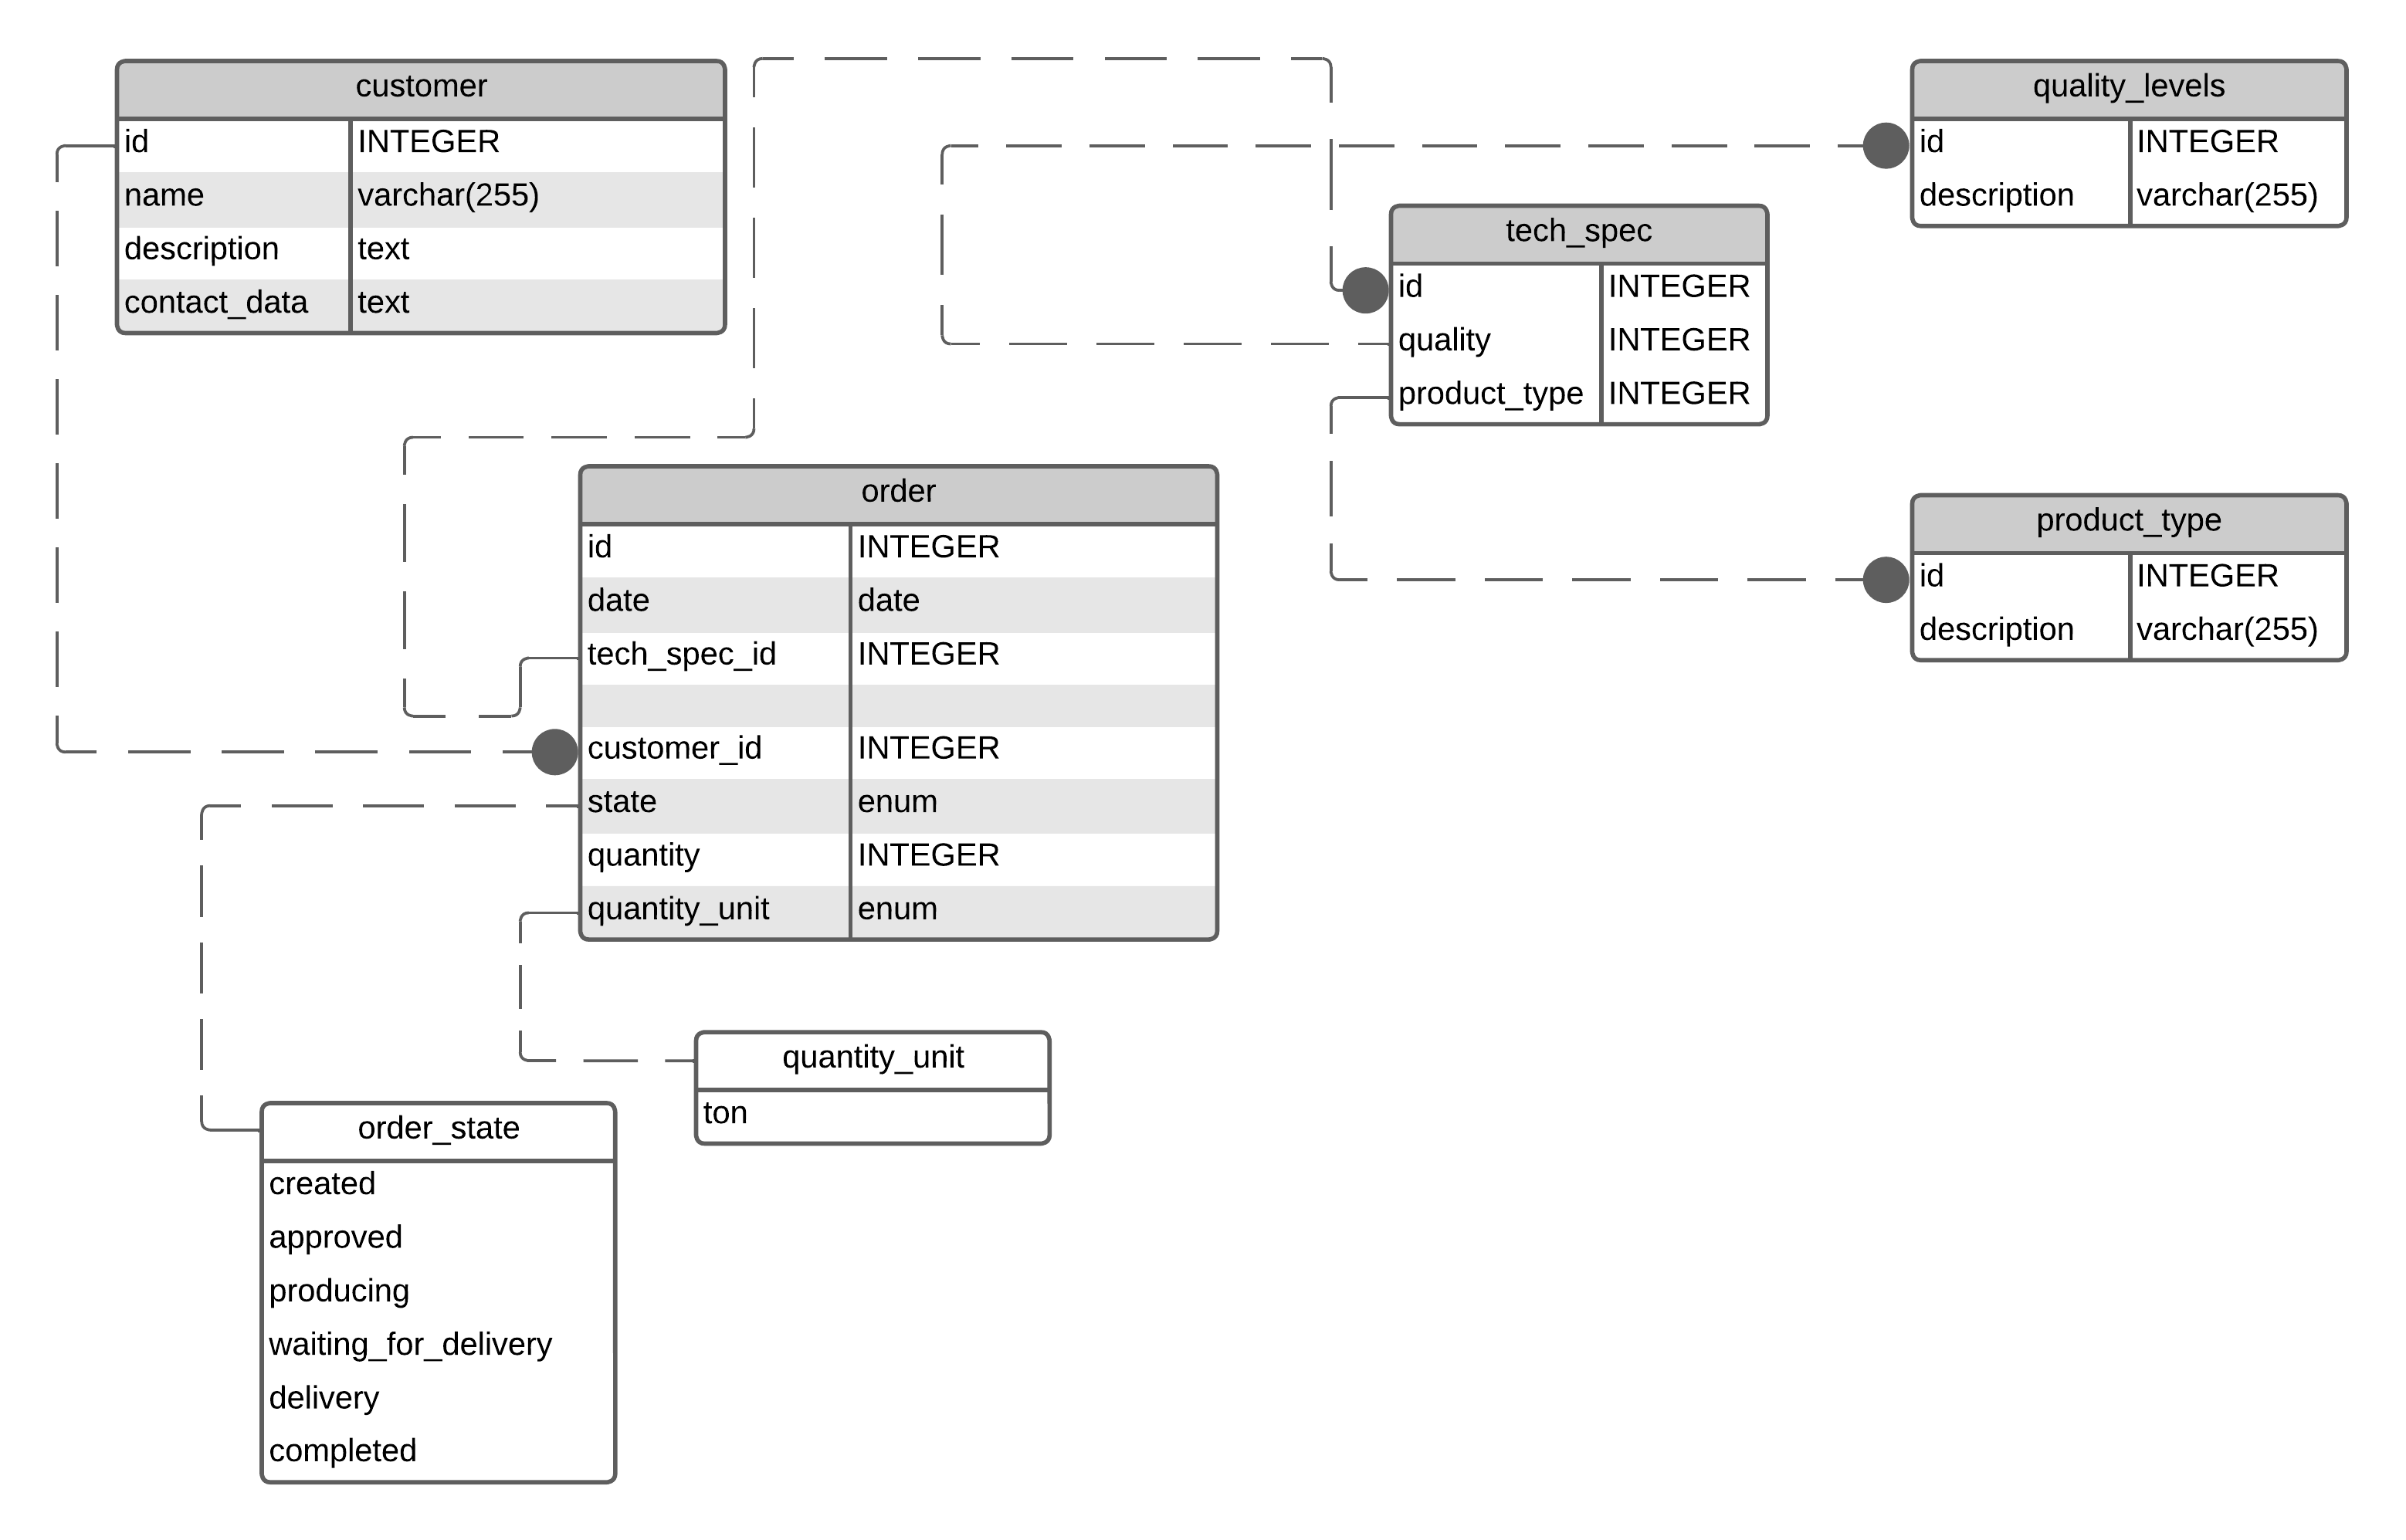 customer
id INTEGER
name varchar(255)
description text
contact_data text
quality_levels
id INTEGER
description varchar(255)
tech_spec
id INTEGER
quality INTEGER
product_type INTEGER
order
id INTEGER
date date
tech_spec_id INTEGER
customer_id INTEGER
state enum
quantity INTEGER
quantity_unit enum
product_type
id INTEGER
description varchar(255)
quantity_unit
ton
order_state
created
approved
producing
waiting_for_delivery
delivery
completed